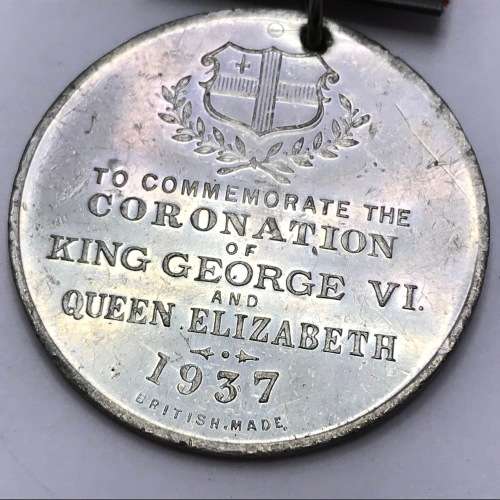 TO COMMEMORATE THE
CORONATION
OF
KING GEORGE VI.
AND
QUEEN ELIZABETH
1937
BRITISH.MADE.